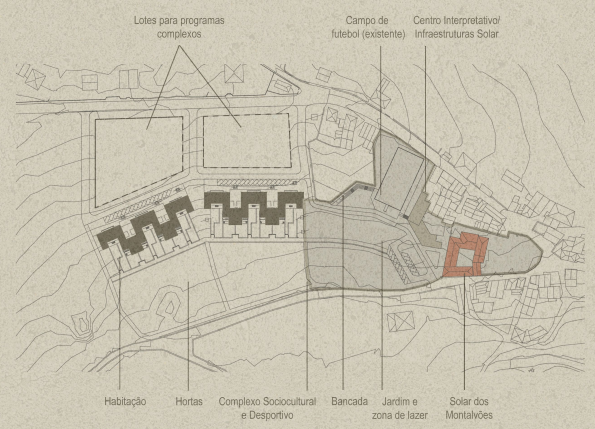 Lotes para programas
complexos
Campo de
futebol (existente)
Centro Interpretativo/
Infraestruturas Solar
Habitação
Hortas
Complexo Sociocultural
e Desportivo
Bancada
Jardim e
zona de lazer
Solar dos
Montalvões